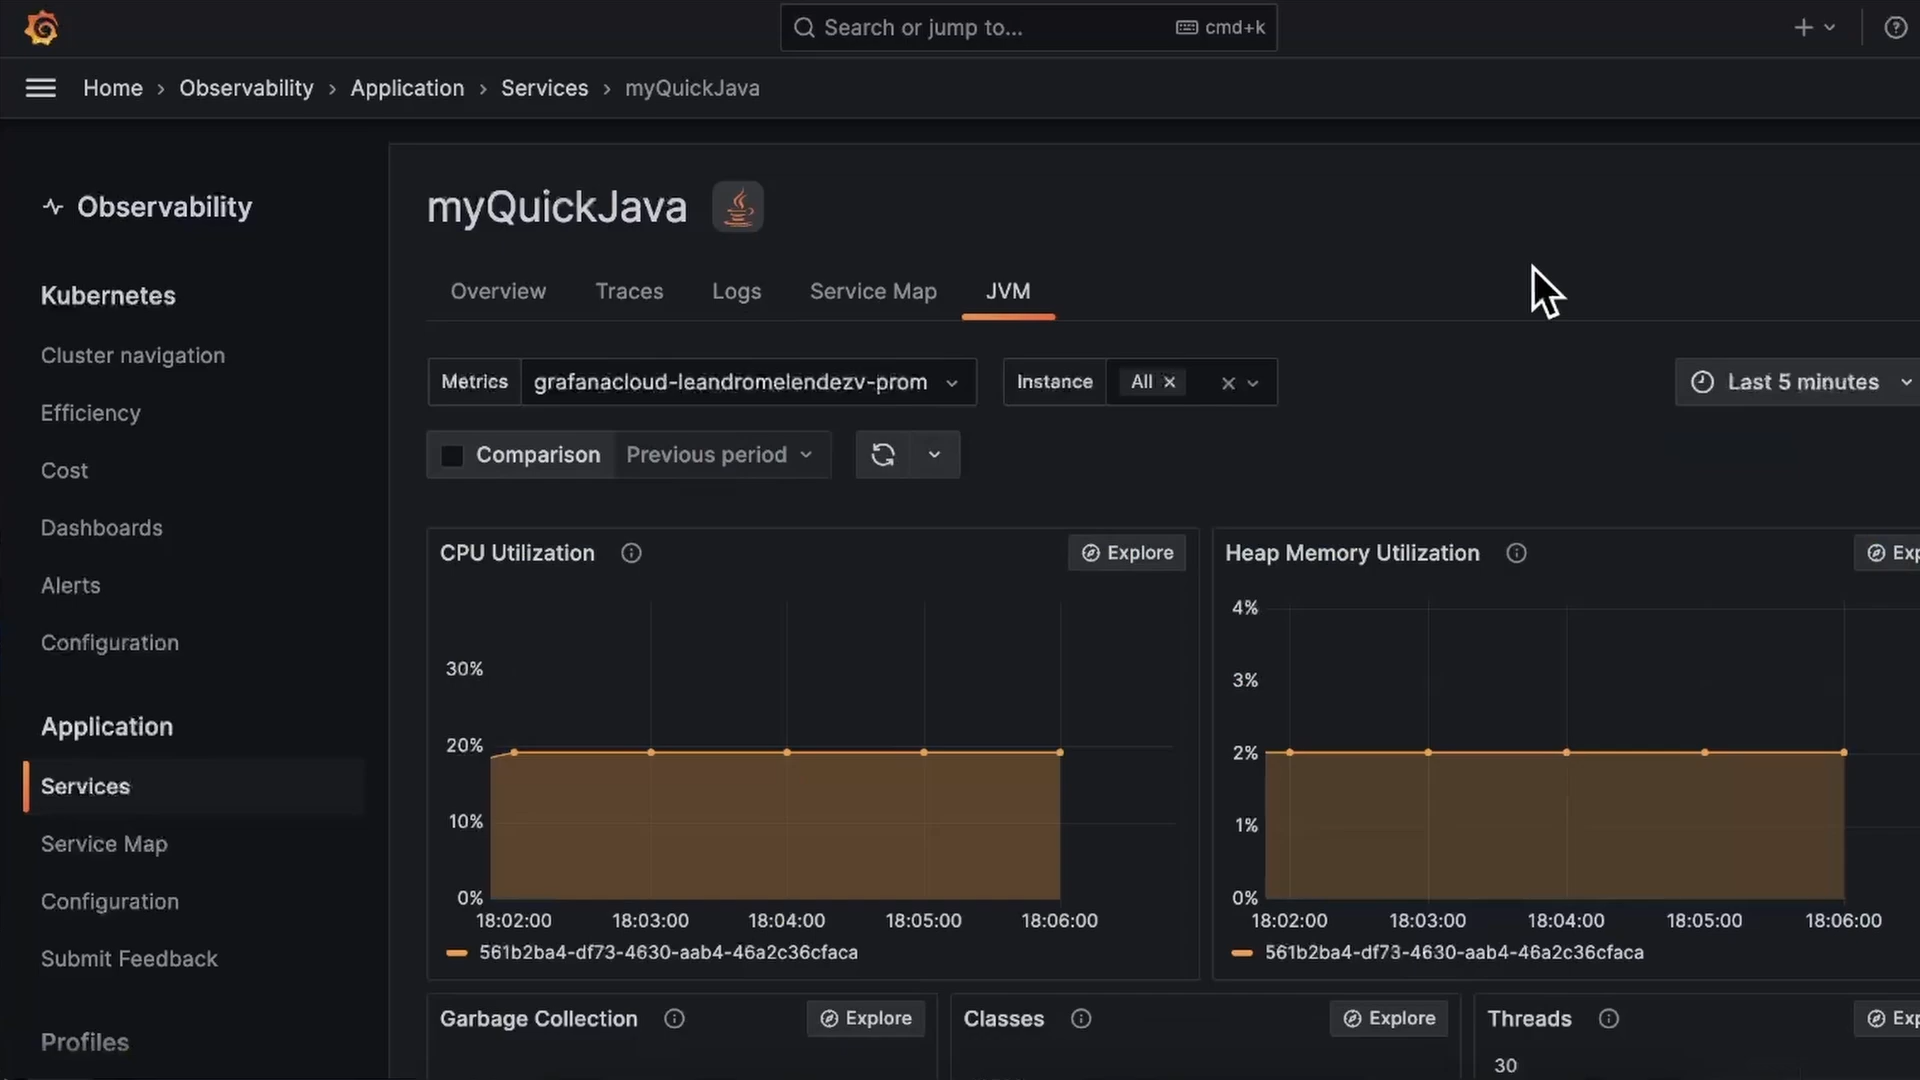 Search or jump to...
cmd+k
Home › Observability › Application › Services › myQuickJava
Observability
Kubernetes
Cluster navigation
Efficiency
Cost
Dashboards
Alerts
Configuration
Application
Services
Service Map
Configuration
Submit Feedback
Profiles
myQuickJava
Overview Traces Logs Service Map JVM
Metrics grafanacloud-leandromelendezv-prom Instance All Last 5 minutes
Comparison Previous period
CPU Utilization Explore
30%
20%
10%
0%
18:02:00 18:03:00 18:04:00 18:05:00 18:06:00
561b2ba4-df73-4630-aab4-46a2c36cfaca
Heap Memory Utilization Exp
4%
3%
2%
1%
0%
18:02:00 18:03:00 18:04:00 18:05:00 18:06:00
561b2ba4-df73-4630-aab4-46a2c36cfaca
Garbage Collection Explore
Classes Explore
Threads Exp
30